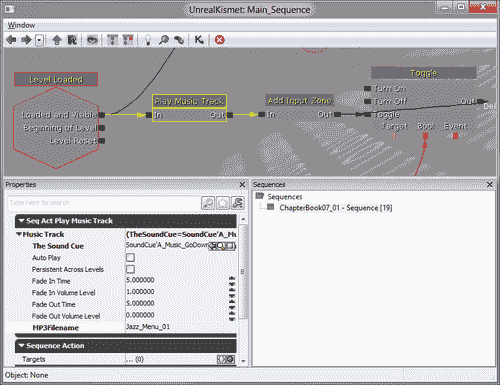 UnrealKismet: Main_Sequence
Window
Level Loaded
Loaded and Visible
Beginning of Level
Level Reset
Play Music Track
In Out
Add Input Zone
In Out
Toggle
Turn On
Turn Off
Toggle
Out
Target Bool Event
Properties
Type here to search
Seq Act Play Music Track
Music Track (TheSoundCue=SoundCue'A_Mu
The Sound Cue SoundCue'A_Music_GoDown
Auto Play
Persistent Across Levels
Fade In Time 5.000000
Fade In Volume Level 1.000000
Fade Out Time 5.000000
Fade Out Volume Level 0.000000
MP3Filename Jazz_Menu_01
Sequence Action
Targets ... (0)
Sequences
Sequences
ChapterBook07_01 - Sequence [19]
Object: None